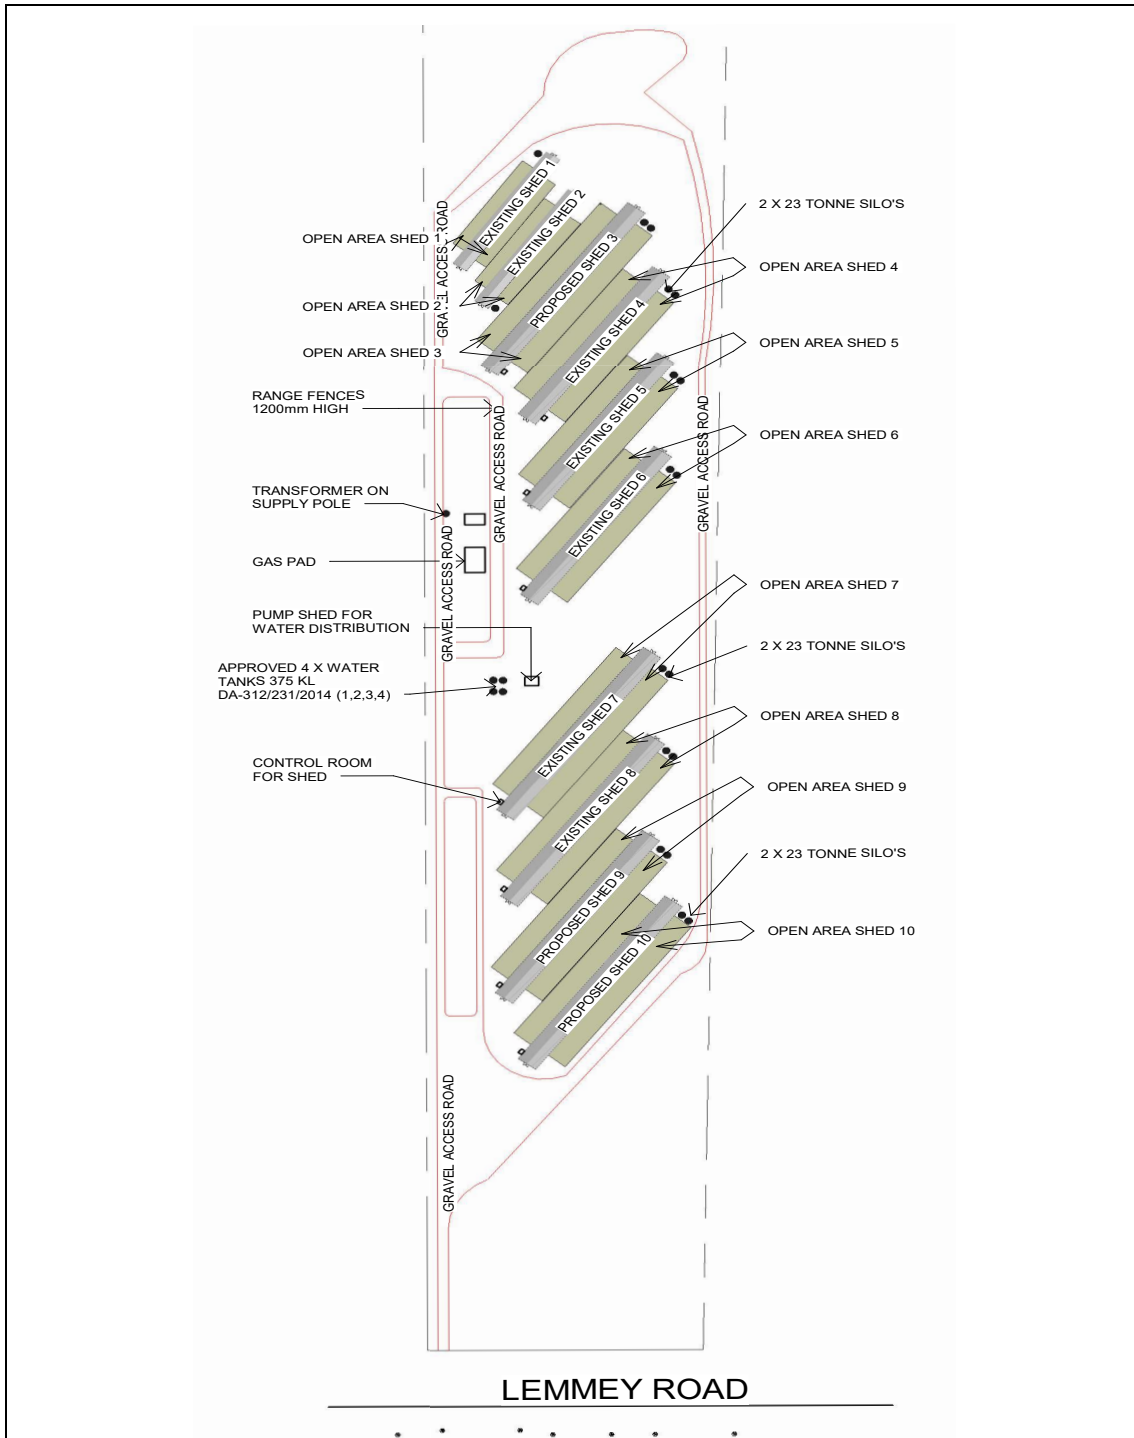 EXISTING SHED 1
2 X 23 TONNE SILO'S
EXISTING SHED 2
GRAVEL ACCESS ROAD
OPEN AREA SHED 1
PROPOSED SHED 3
OPEN AREA SHED 4
OPEN AREA SHED 2
EXISTING SHED 4
OPEN AREA SHED 5
OPEN AREA SHED 3
RANGE FENCES
1200mm HIGH
GRAVEL ACCESS ROAD
EXISTING SHED 5
GRAVEL ACCESS ROAD
OPEN AREA SHED 6
TRANSFORMER ON
SUPPLY POLE
EXISTING SHED 6
GAS PAD
GRAVEL ACCESS ROAD
OPEN AREA SHED 7
PUMP SHED FOR
WATER DISTRIBUTION
2 X 23 TONNE SILO'S
APPROVED 4 X WATER
TANKS 375 KL
DA-312/231/2014 (1,2,3,4)
EXISTING SHED 7
OPEN AREA SHED 8
CONTROL ROOM
FOR SHED
EXISTING SHED 8
OPEN AREA SHED 9
2 X 23 TONNE SILO'S
PROPOSED SHED 9
OPEN AREA SHED 10
PROPOSED SHED 10
GRAVEL ACCESS ROAD
LEMMEY ROAD